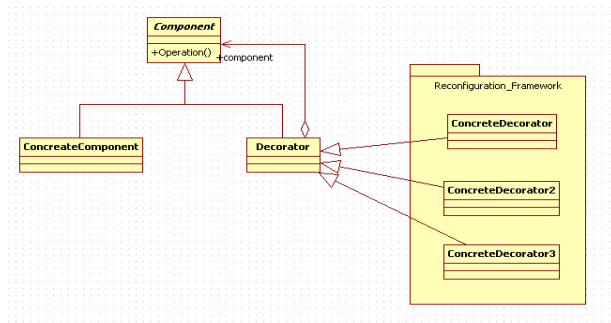 Component
+Operation()
+component
Reconfiguration_Framework
ConcreteDecorator
ConcreateComponent
Decorator
ConcreteDecorator2
ConcreteDecorator3